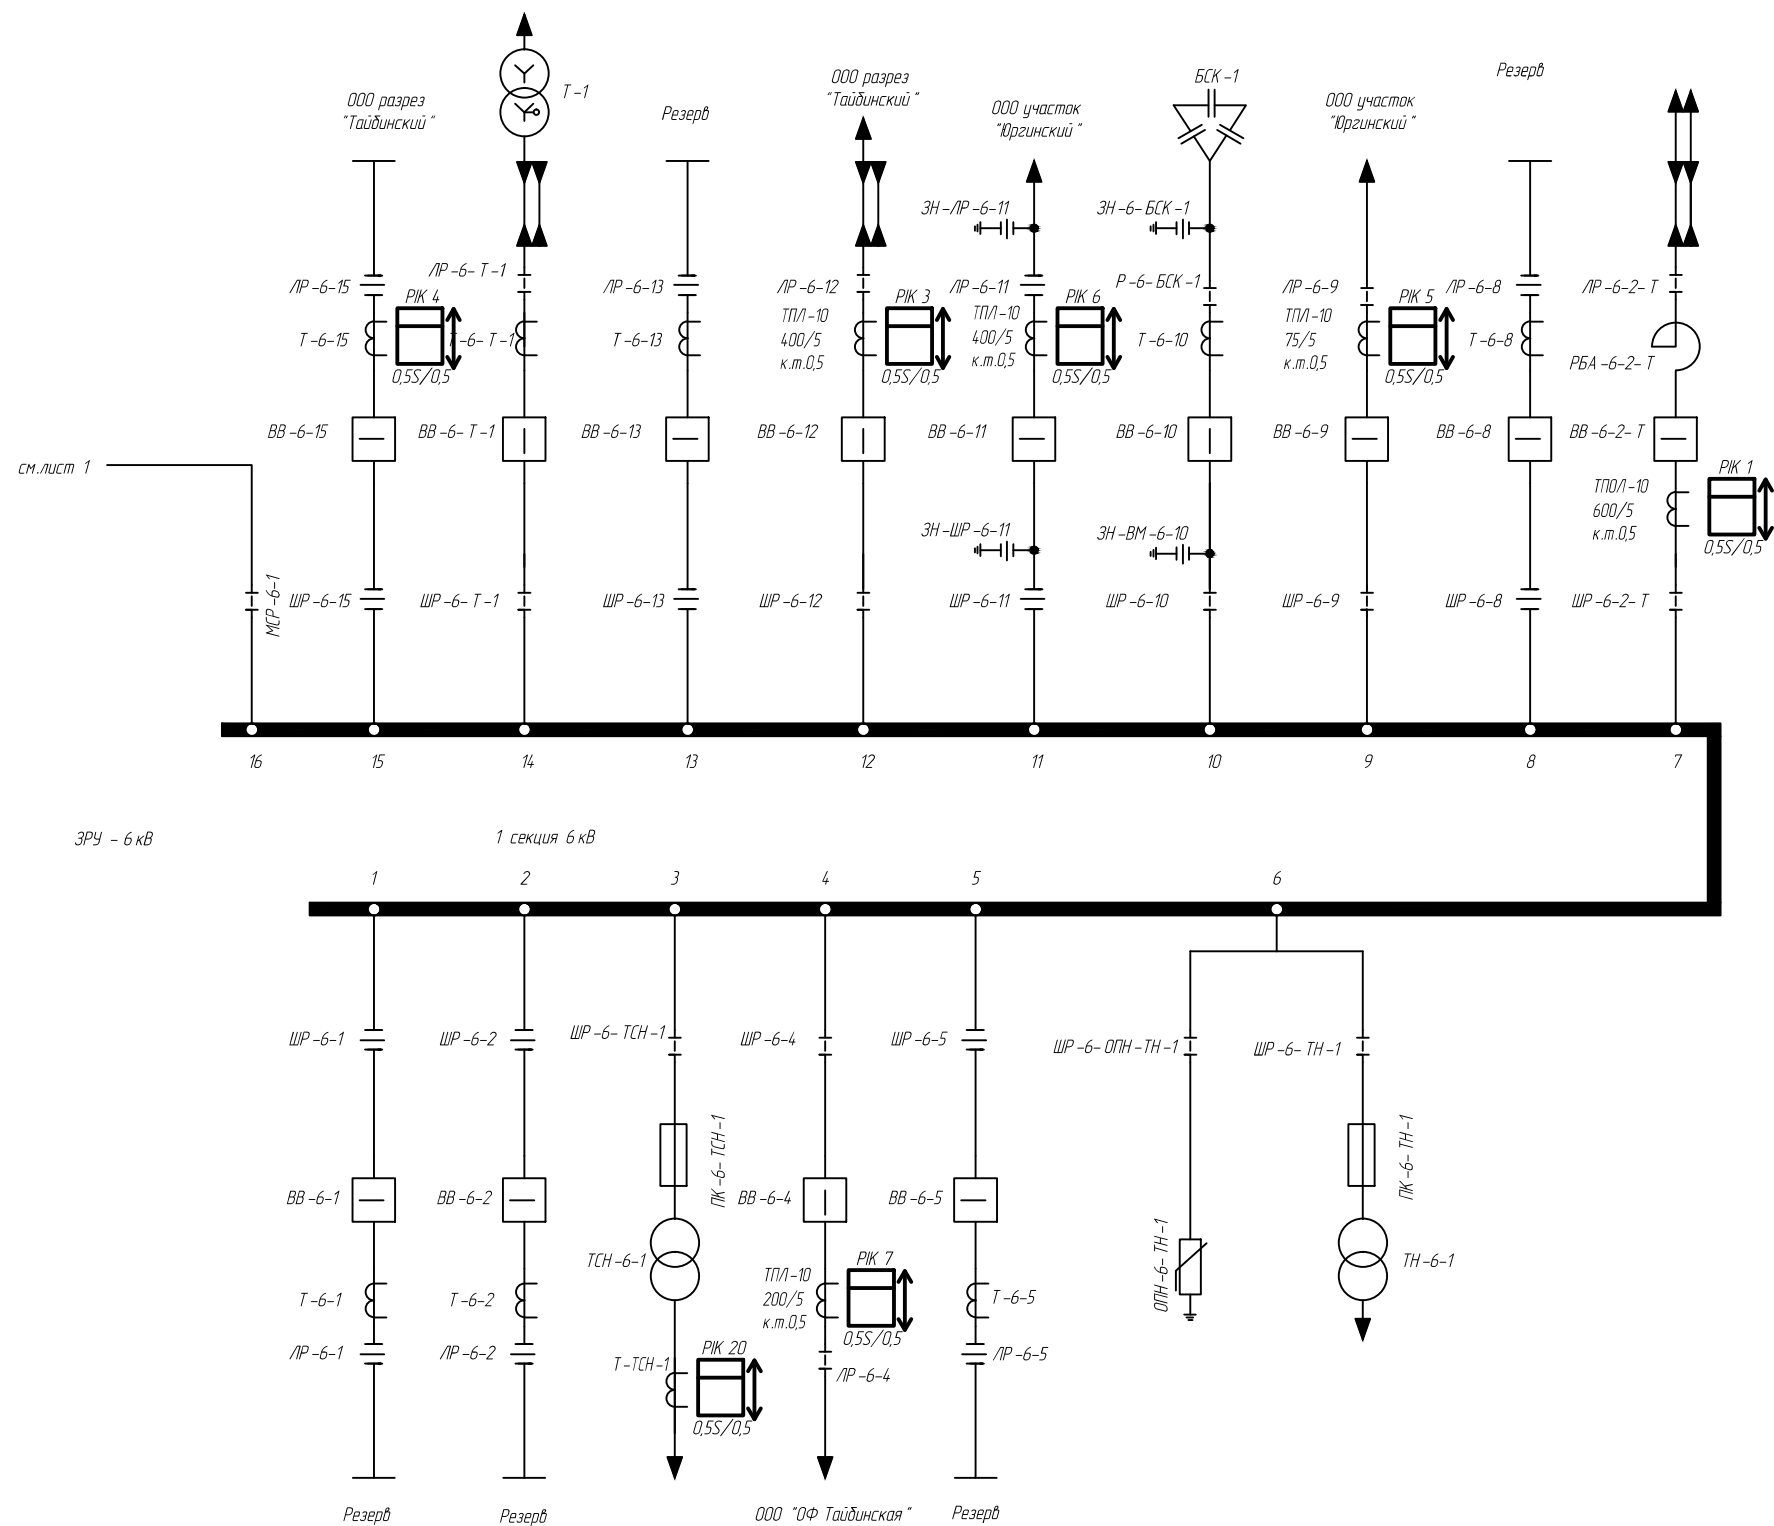 Т-1
ООО разрез
"Тайбинский"
Резерв
ООО разрез
"Тайбинский"
ООО участок
"Юргинский"
БСК-1
ООО участок
"Юргинский"
Резерв
ЗН-ЛР-6-11
ЗН-6-БСК-1
ЛР-6-15
ЛР-6-Т-1
ЛР-6-13
ЛР-6-12
ЛР-6-11
Р-6-БСК-1
ЛР-6-9
ЛР-6-8
ЛР-6-2-Т
Т-6-15
PIK 4
0,5S/0,5
Т-6-Т-1
Т-6-13
ТПЛ-10
400/5
к.т.0,5
PIK 3
0,5S/0,5
ТПЛ-10
400/5
к.т.0,5
PIK 6
0,5S/0,5
Т-6-10
ТПЛ-10
75/5
к.т.0,5
PIK 5
0,5S/0,5
Т-6-8
РБА-6-2-Т
ВВ-6-15
ВВ-6-Т-1
ВВ-6-13
ВВ-6-12
ВВ-6-11
ВВ-6-10
ВВ-6-9
ВВ-6-8
ВВ-6-2-Т
см.лист 1
ТПОЛ-10
600/5
к.т.0,5
PIK 1
0,5S/0,5
ЗН-ШР-6-11
ЗН-ВМ-6-10
МСР-6-1
ШР-6-15
ШР-6-Т-1
ШР-6-13
ШР-6-12
ШР-6-11
ШР-6-10
ШР-6-9
ШР-6-8
ШР-6-2-Т
16
15
14
13
12
11
10
9
8
7
ЗРУ - 6 кВ
1 секция 6 кВ
1
2
3
4
5
6
ШР-6-1
ШР-6-2
ШР-6-ТСН-1
ШР-6-4
ШР-6-5
ШР-6-ОПН-ТН-1
ШР-6-ТН-1
ПК-6-ТСН-1
ПК-6-ТН-1
ВВ-6-1
ВВ-6-2
ВВ-6-4
ВВ-6-5
ТСН-6-1
ОПН-6-ТН-1
ТН-6-1
Т-6-1
Т-6-2
ТПЛ-10
200/5
к.т.0,5
PIK 7
0,5S/0,5
Т-6-5
ЛР-6-1
ЛР-6-2
Т-ТСН-1
PIK 20
0,5S/0,5
ЛР-6-4
ЛР-6-5
Резерв
Резерв
ООО "ОФ Тайбинская"
Резерв